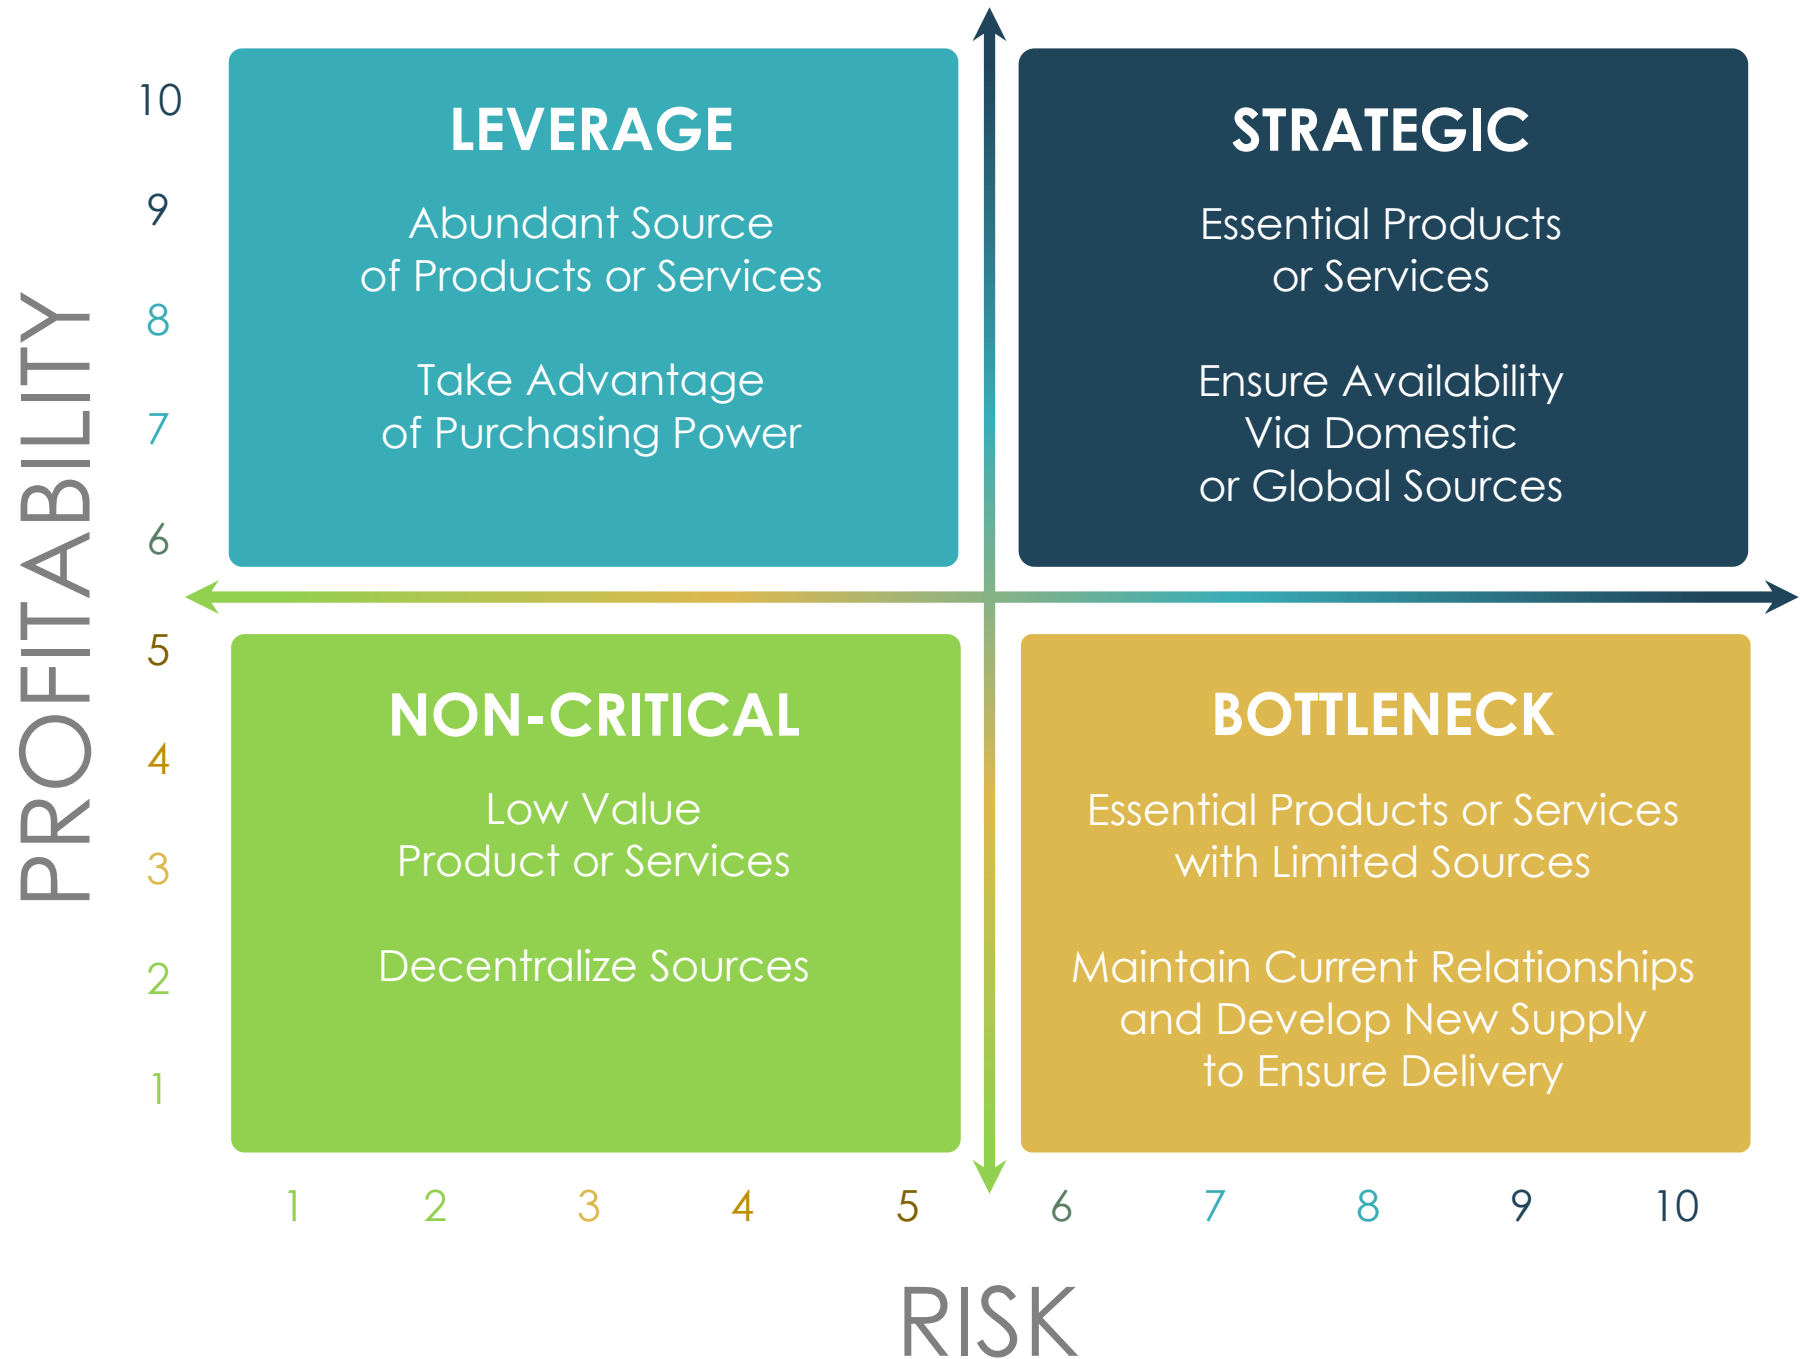 PROFITABILITY
10
9
8
7
6
5
4
3
2
1
LEVERAGE
Abundant Source
of Products or Services
Take Advantage
of Purchasing Power
STRATEGIC
Essential Products
or Services
Ensure Availability
Via Domestic
or Global Sources
NON-CRITICAL
Low Value
Product or Services
Decentralize Sources
BOTTLENECK
Essential Products or Services
with Limited Sources
Maintain Current Relationships
and Develop New Supply
to Ensure Delivery
1 2 3 4 5 6 7 8 9 10
RISK